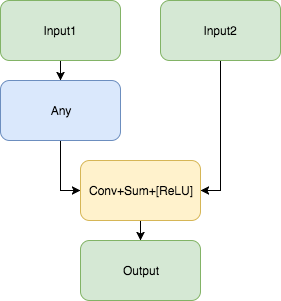 Input1
Input2
Any
Conv+Sum+[ReLU]
Output